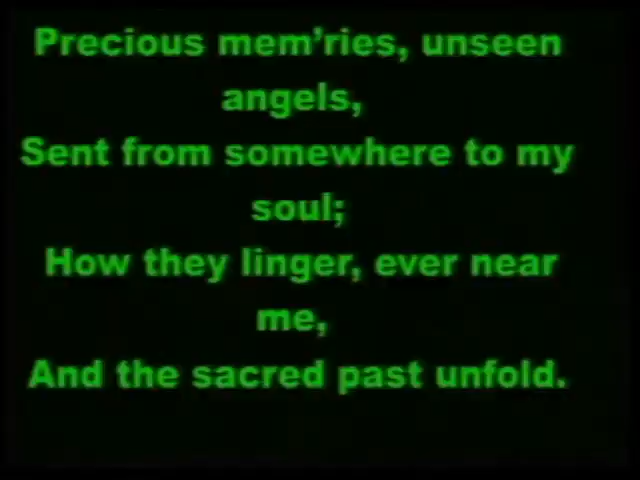 Precious mem'ries, unseen
angels,
Sent from somewhere to my
soul;
How they linger, ever near
me,
And the sacred past unfold.